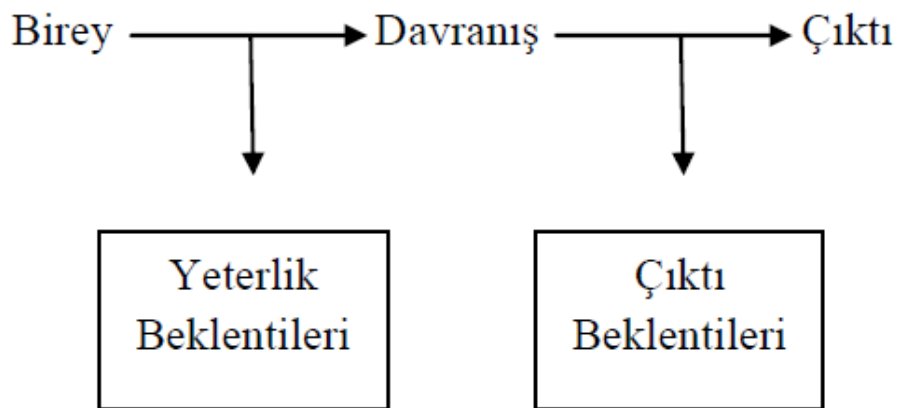 Birey Davranış Çıktı
Yeterlik
Beklentileri
Çıktı
Beklentileri